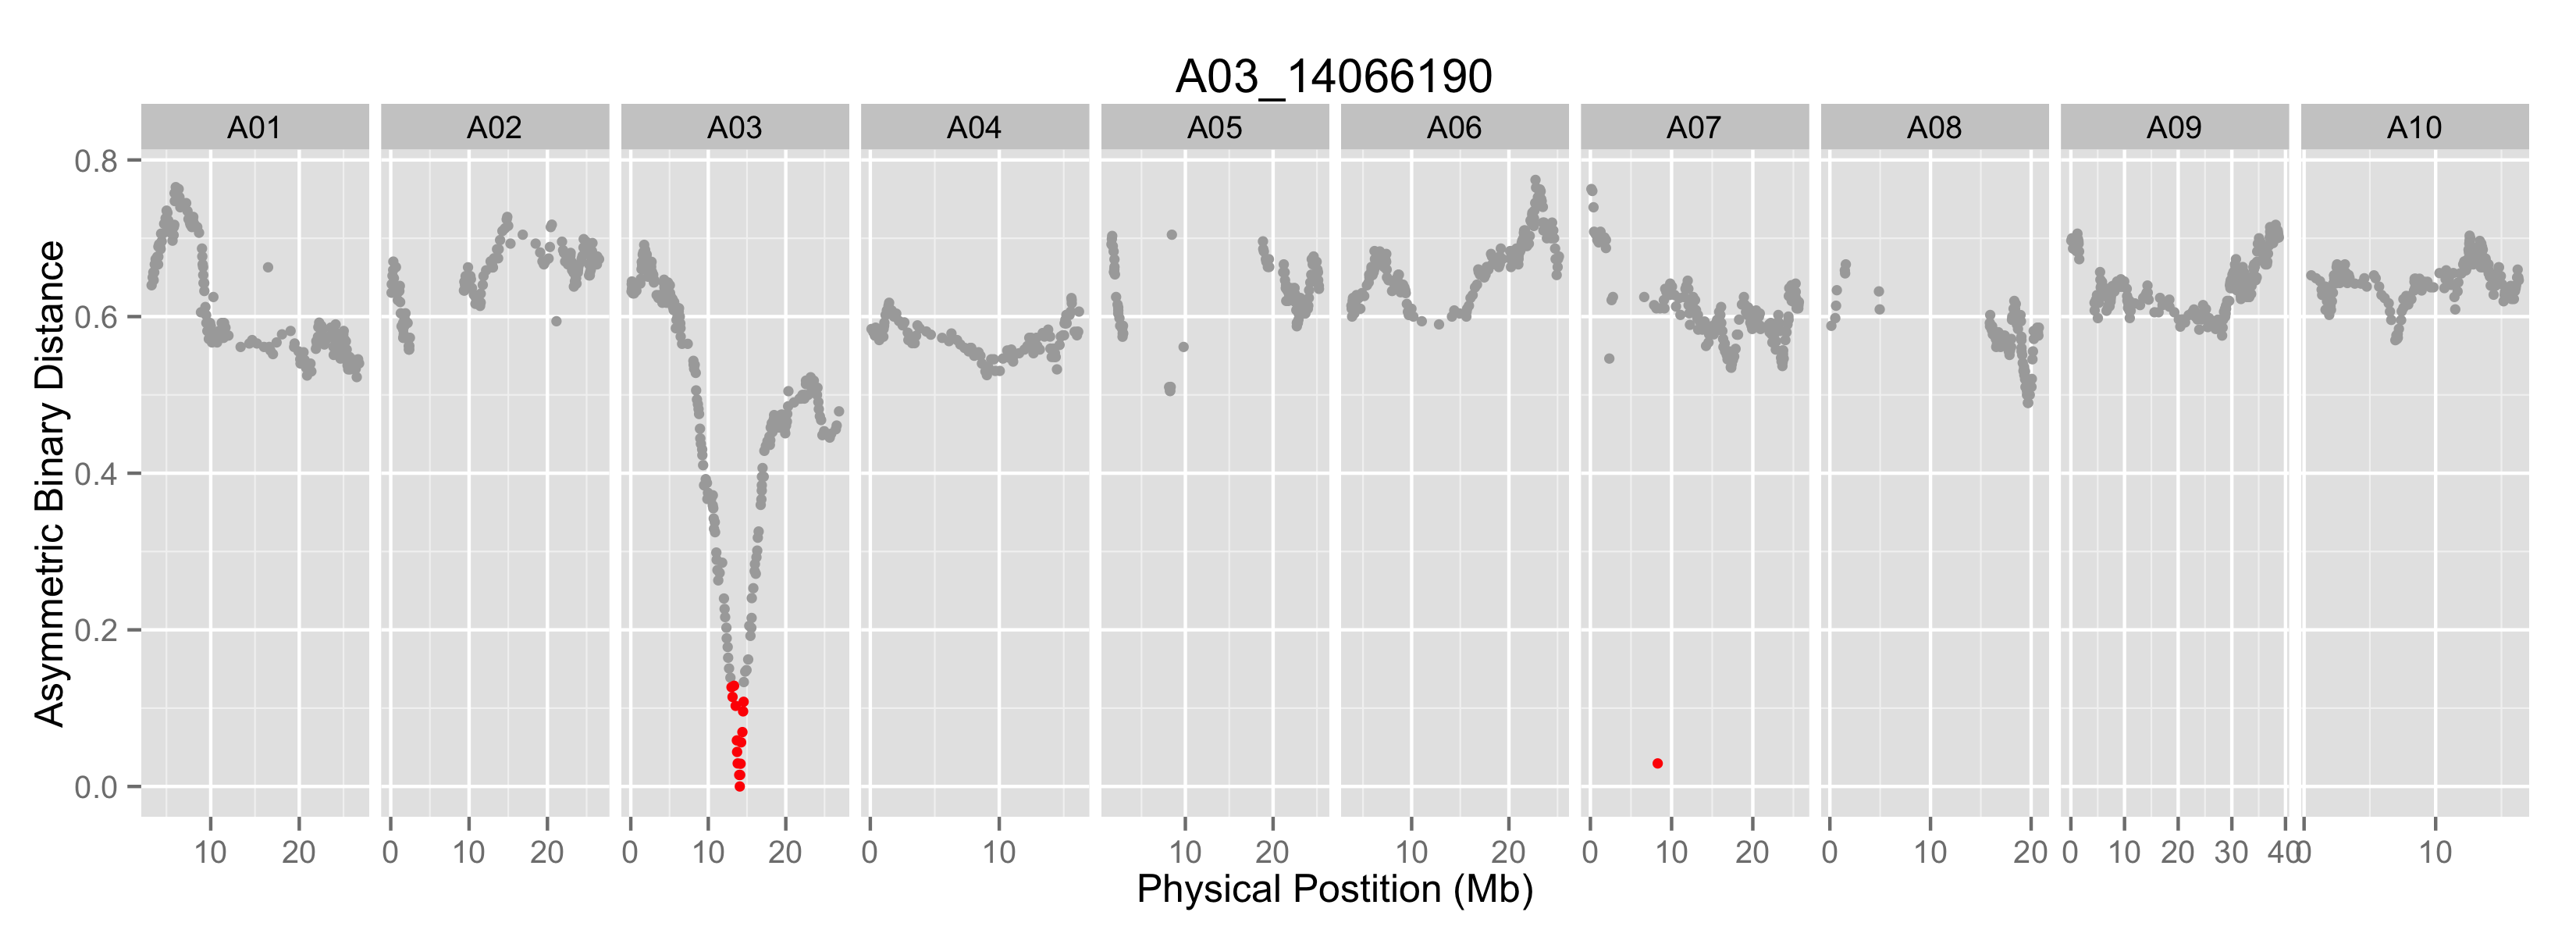 A03_14066190
A01 A02 A03 A04 A05 A06 A07 A08 A09 A10
Asymmetric Binary Distance
0.8
0.6
0.4
0.2
0.0
10 20 0 10 20 0 10 20 0 10 10 20 10 20 0 10 20 0 10 20 0 10 20 30 40 0 10
Physical Postition (Mb)